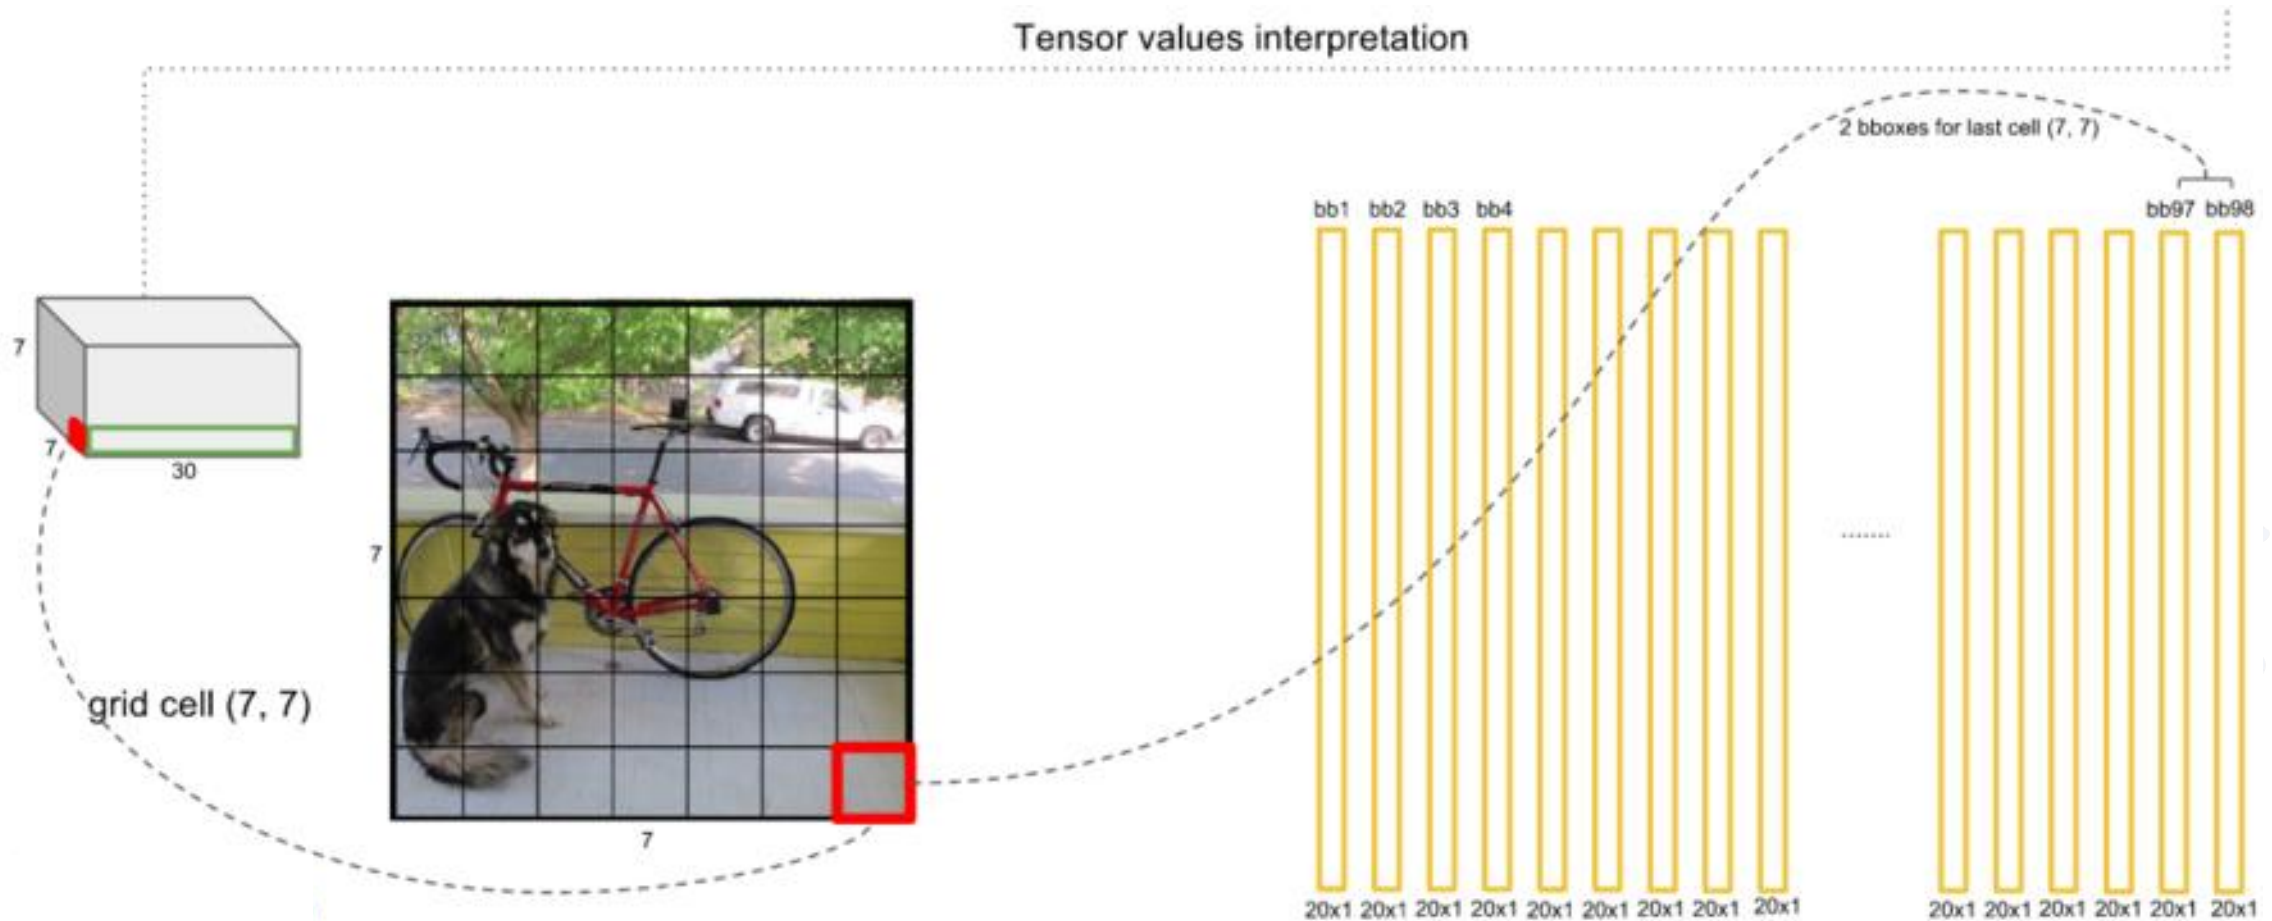 Tensor values interpretation
2 bboxes for last cell (7, 7)
bb1 bb2 bb3 bb4 bb97 bb98
7
7
30
7
grid cell (7, 7)
7
.......
20x1 20x1 20x1 20x1 20x1 20x1 20x1 20x1 20x1 20x1 20x1 20x1 20x1 20x1 20x1